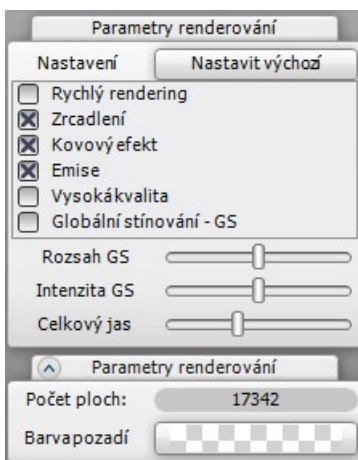 Parametry renderování
Nastavení Nastavit výchozí
Rychlý rendering
Zrcadlení
Kovový efekt
Emise
Vysokákvalita
Globální stínování - GS
Rozsah GS
Intenzita GS
Celkový jas
Parametry renderování
Počet ploch: 17342
Barvapozadí